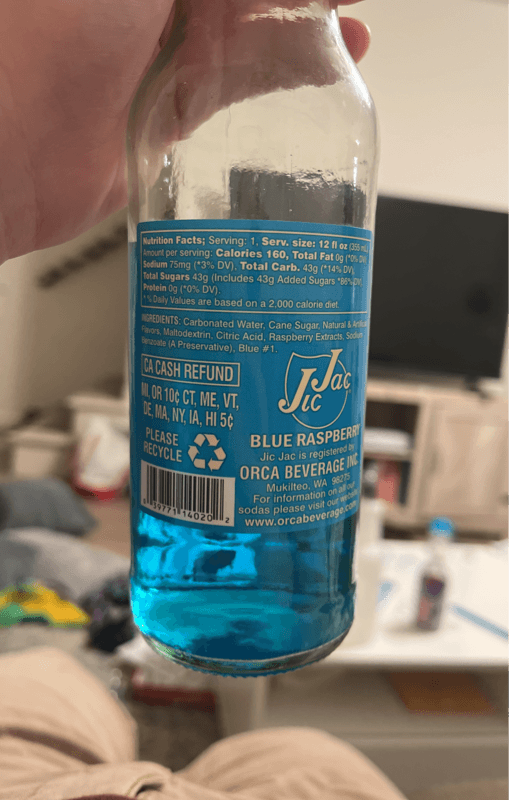 Nutrition Facts; Serving: 1, Serv. size: 12 fl oz (355 mL)
Amount per serving: Calories 160, Total Fat 0g (*0% DV)
Sodium 75mg (*3% DV), Total Carb. 43g (*14% DV),
Total Sugars 43g (Includes 43g Added Sugars *86% DV)
Protein 0g (*0% DV).
*% Daily Values are based on a 2,000 calorie diet.
INGREDIENTS: Carbonated Water, Cane Sugar, Natural & Artificial
Flavors, Maltodextrin, Citric Acid, Raspberry Extracts, Sodium
Benzoate (A Preservative), Blue #1.
CA CASH REFUND
MI, OR 10¢ CT, ME, VT,
DE, MA, NY, IA, HI 5¢
PLEASE
RECYCLE
Jic Jac
BLUE RASPBERRY
Jic Jac is registered by
ORCA BEVERAGE INC.
Mukilteo, WA 98275
For information on all our
sodas please visit our website
www.orcabeverage.com
59771 14020 2